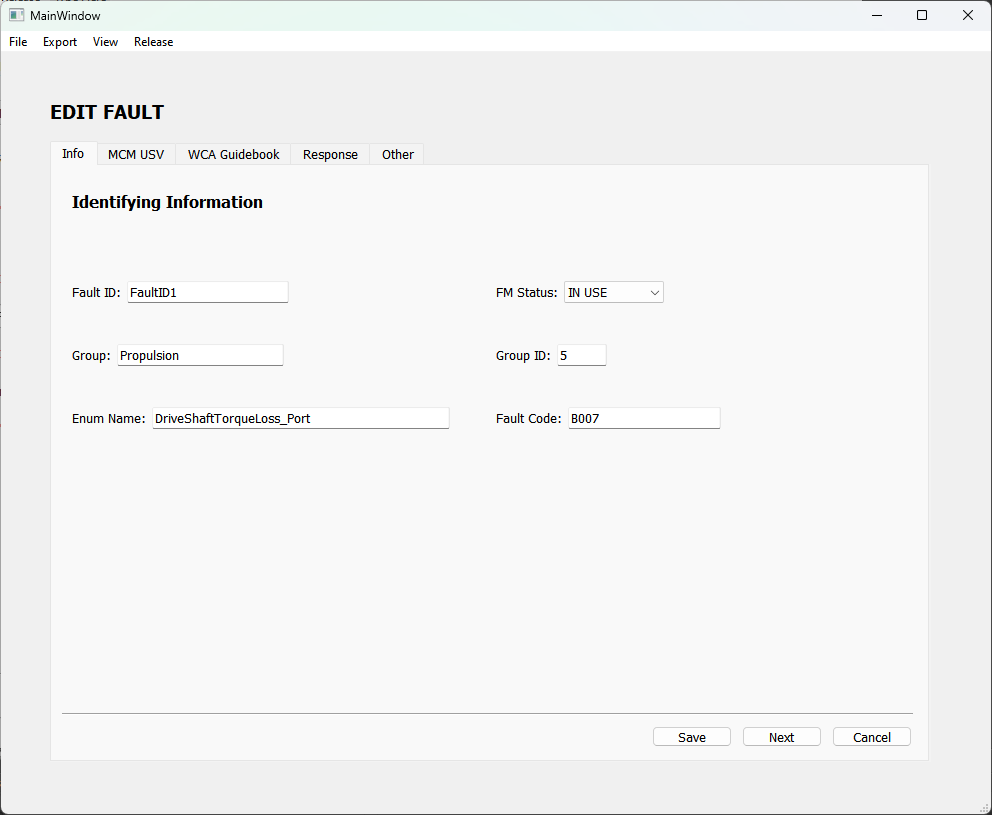 MainWindow
File Export View Release
EDIT FAULT
Info MCM USV WCA Guidebook Response Other
Identifying Information
Fault ID: FaultID1 FM Status: IN USE
Group: Propulsion Group ID: 5
Enum Name: DriveShaftTorqueLoss_Port Fault Code: B007
Save Next Cancel